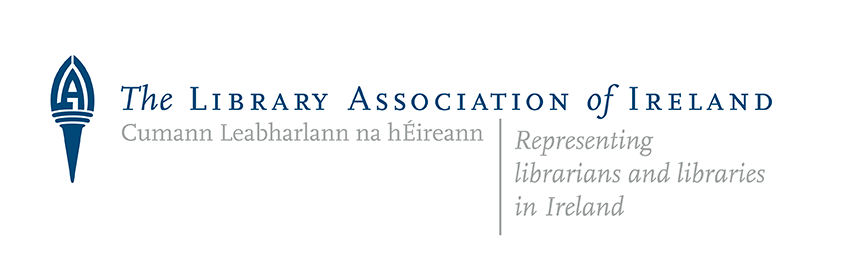 The Library Association of Ireland
Cumann Leabharlann na hÉireann
Representing
librarians and libraries
in Ireland